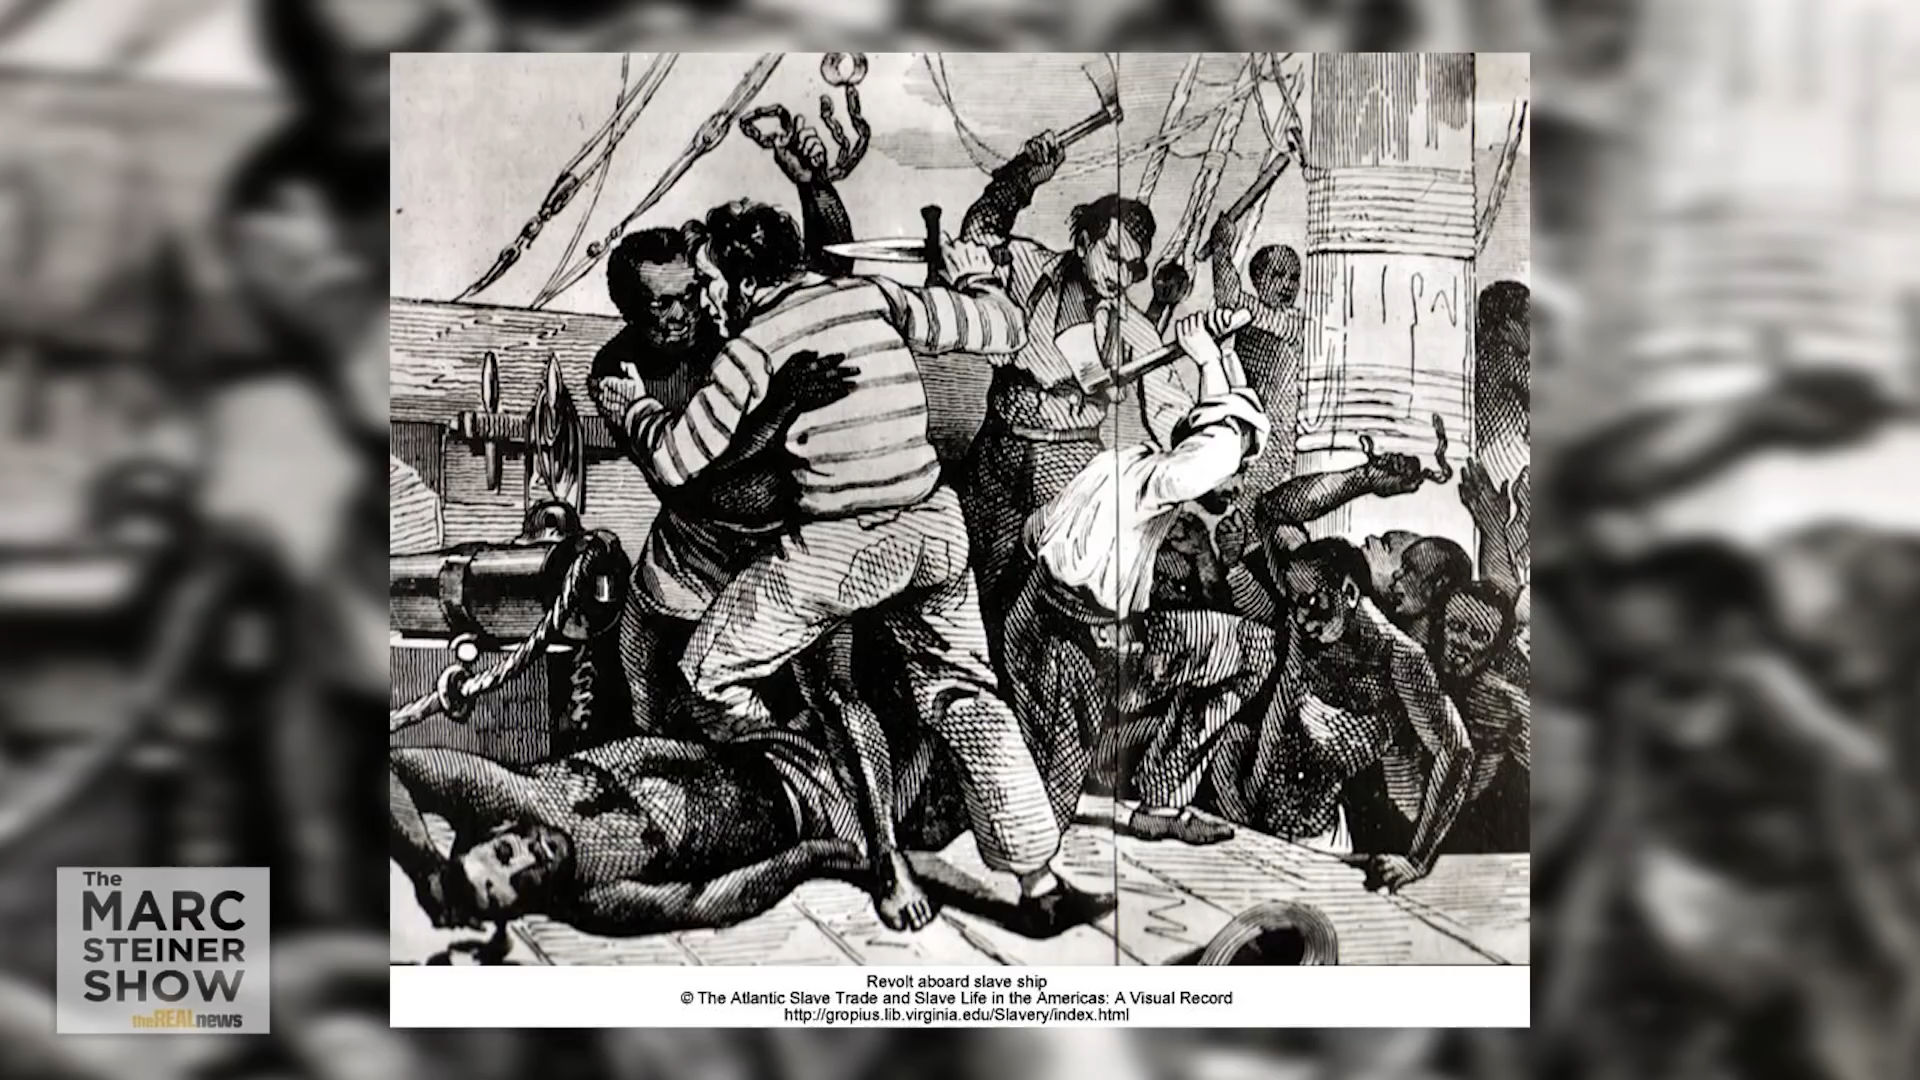 Revolt aboard slave ship
© The Atlantic Slave Trade and Slave Life in the Americas: A Visual Record
http://gropius.lib.virginia.edu/Slavery/index.html
The
MARC
STEINER
SHOW
theREALnews